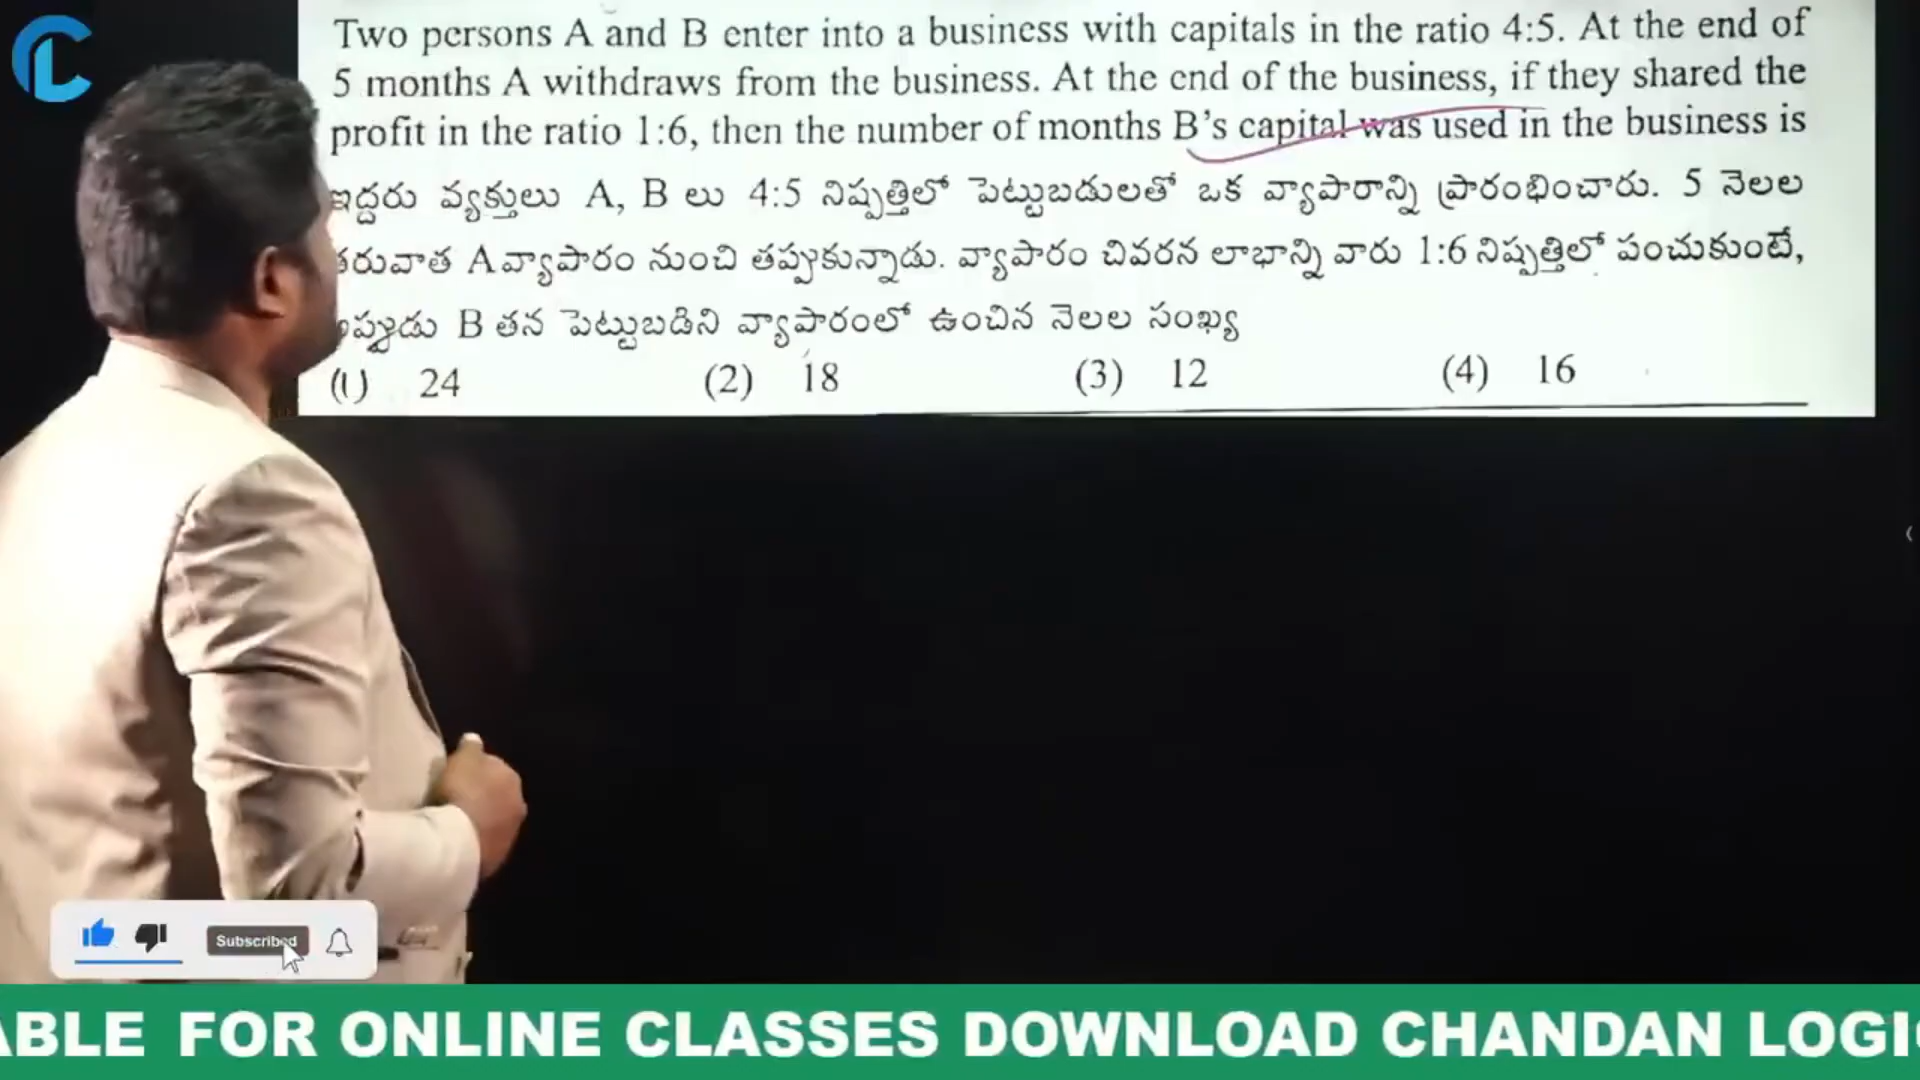 Two persons A and B enter into a business with capitals in the ratio 4:5. At the end of
5 months A withdraws from the business. At the end of the business, if they shared the
profit in the ratio 1:6, then the number of months B's capital was used in the business is
ఇద్దరు వ్యక్తులు A, B లు 4:5 నిష్పత్తిలో పెట్టుబడులతో ఒక వ్యాపారాన్ని ప్రారంభించారు. 5 నెలల
తరువాత A వ్యాపారం నుంచి తప్పుకున్నాడు. వ్యాపారం చివరన లాభాన్ని వారు 1:6 నిష్పత్తిలో పంచుకుంటే,
అప్పుడు B తన పెట్టుబడిని వ్యాపారంలో ఉంచిన నెలల సంఖ్య
(1) 24 (2) 18 (3) 12 (4) 16
Subscribed
ABLE FOR ONLINE CLASSES DOWNLOAD CHANDAN LOGI